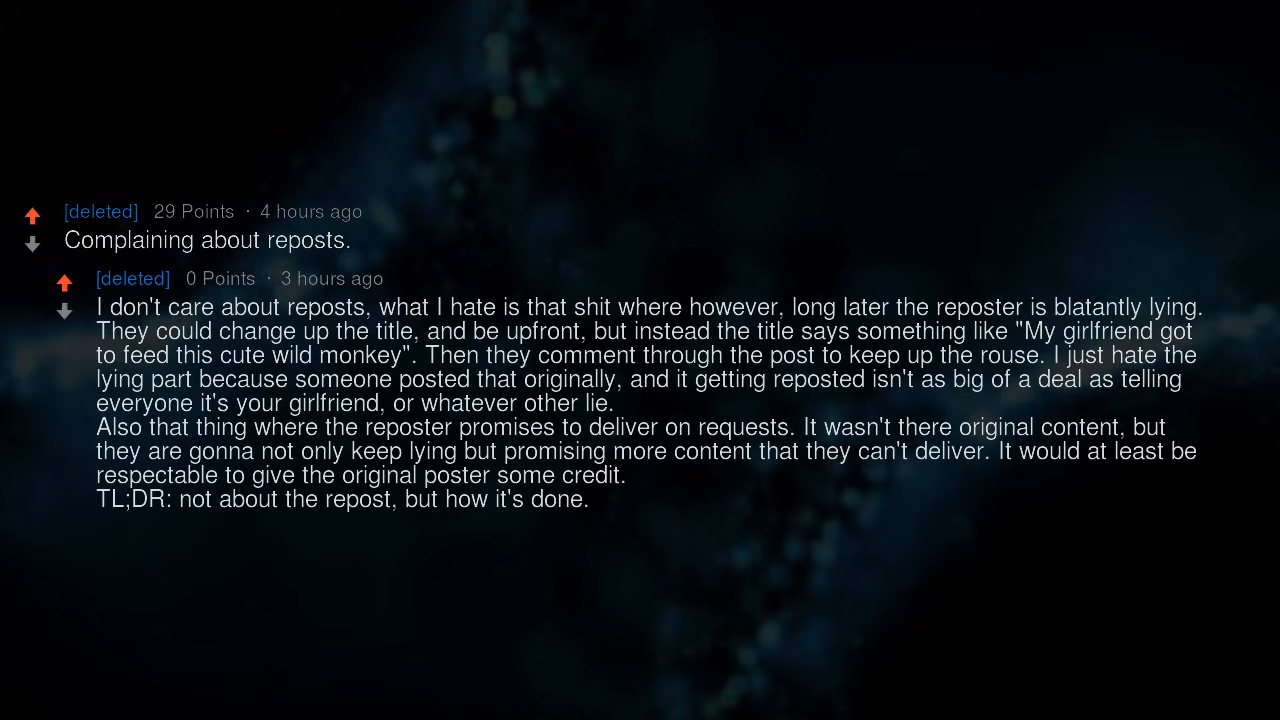 [deleted] 29 Points · 4 hours ago
Complaining about reposts.
[deleted] 0 Points · 3 hours ago
I don't care about reposts, what I hate is that shit where however, long later the reposter is blatantly lying.
They could change up the title, and be upfront, but instead the title says something like "My girlfriend got
to feed this cute wild monkey". Then they comment through the post to keep up the rouse. I just hate the
lying part because someone posted that originally, and it getting reposted isn't as big of a deal as telling
everyone it's your girlfriend, or whatever other lie.
Also that thing where the reposter promises to deliver on requests. It wasn't there original content, but
they are gonna not only keep lying but promising more content that they can't deliver. It would at least be
respectable to give the original poster some credit.
TL;DR: not about the repost, but how it's done.